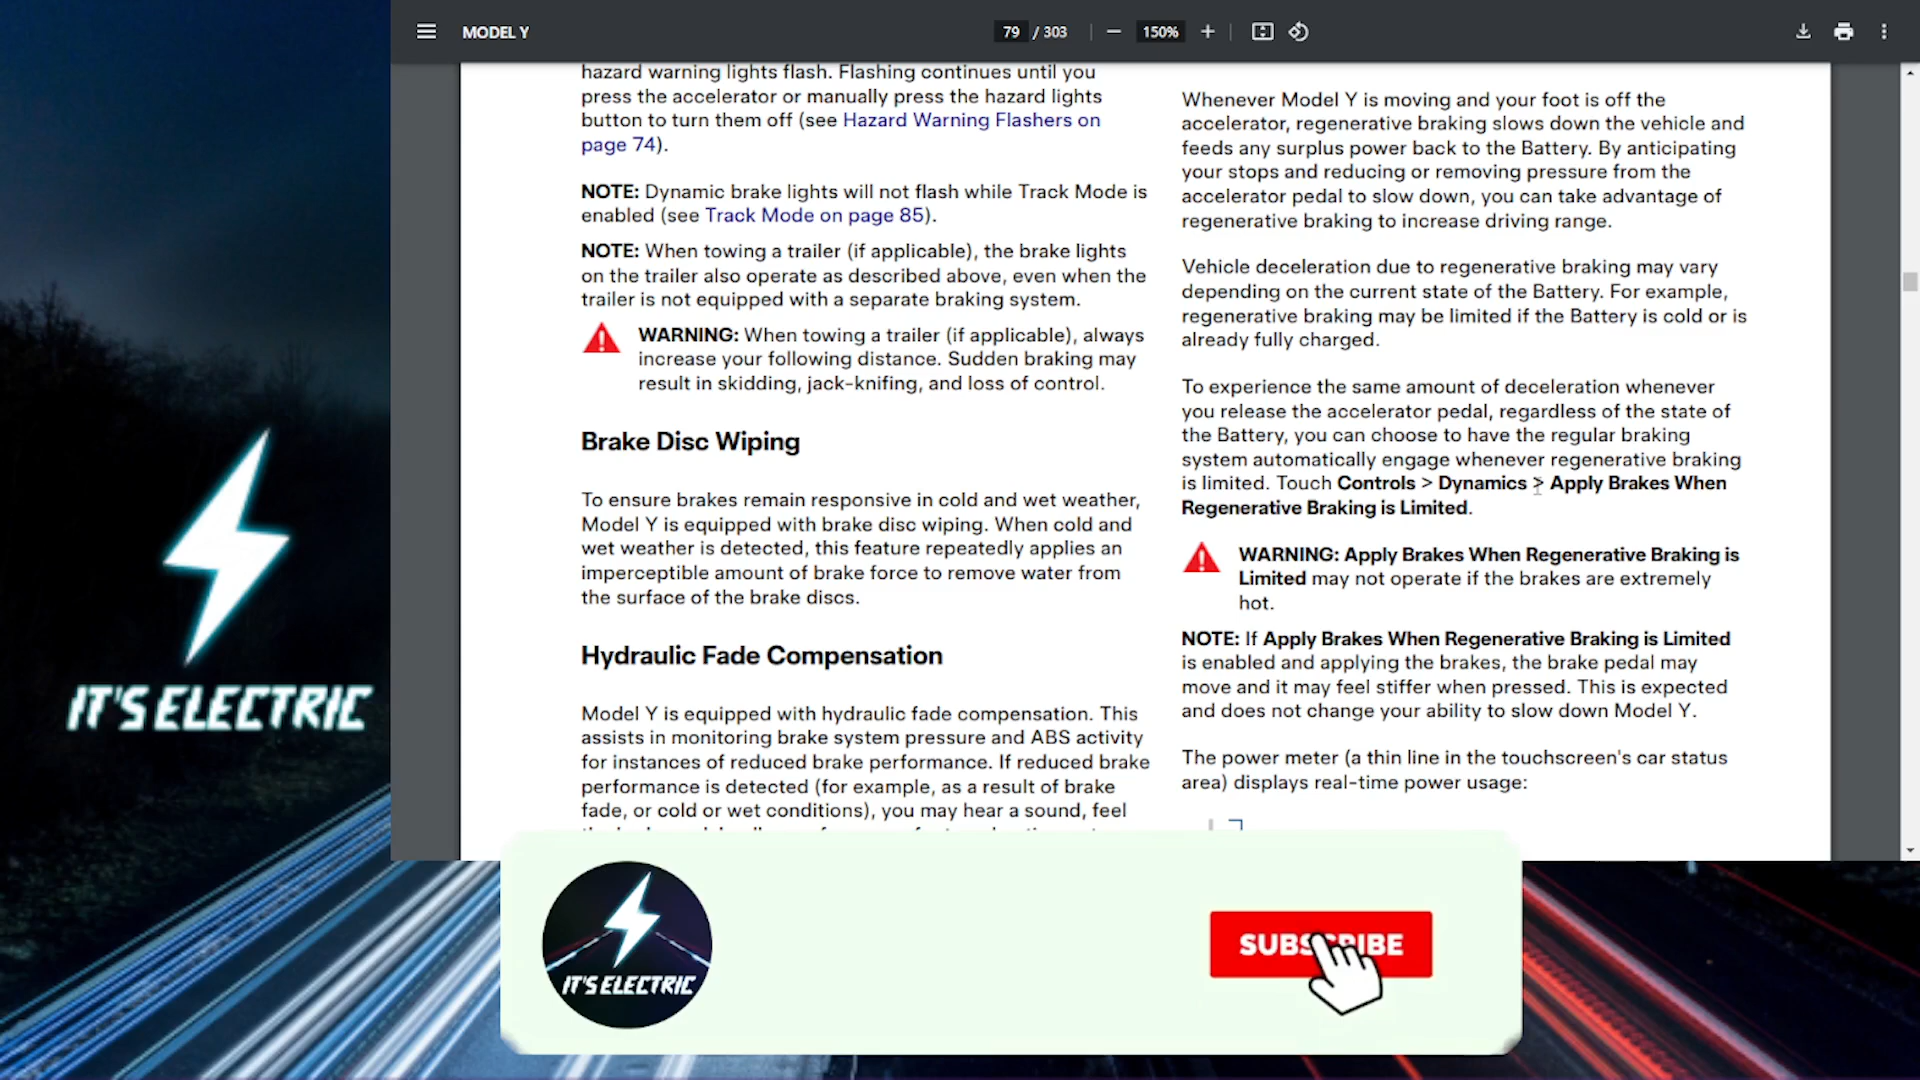 MODEL Y
79 / 303
150%
hazard warning lights flash. Flashing continues until you
press the accelerator or manually press the hazard lights
button to turn them off (see Hazard Warning Flashers on
page 74).
NOTE: Dynamic brake lights will not flash while Track Mode is
enabled (see Track Mode on page 85).
NOTE: When towing a trailer (if applicable), the brake lights
on the trailer also operate as described above, even when the
trailer is not equipped with a separate braking system.
WARNING: When towing a trailer (if applicable), always
increase your following distance. Sudden braking may
result in skidding, jack-knifing, and loss of control.
Brake Disc Wiping
To ensure brakes remain responsive in cold and wet weather,
Model Y is equipped with brake disc wiping. When cold and
wet weather is detected, this feature repeatedly applies an
imperceptible amount of brake force to remove water from
the surface of the brake discs.
Hydraulic Fade Compensation
Model Y is equipped with hydraulic fade compensation. This
assists in monitoring brake system pressure and ABS activity
for instances of reduced brake performance. If reduced brake
performance is detected (for example, as a result of brake
fade, or cold or wet conditions), you may hear a sound, feel
Whenever Model Y is moving and your foot is off the
accelerator, regenerative braking slows down the vehicle and
feeds any surplus power back to the Battery. By anticipating
your stops and reducing or removing pressure from the
accelerator pedal to slow down, you can take advantage of
regenerative braking to increase driving range.
Vehicle deceleration due to regenerative braking may vary
depending on the current state of the Battery. For example,
regenerative braking may be limited if the Battery is cold or is
already fully charged.
To experience the same amount of deceleration whenever
you release the accelerator pedal, regardless of the state of
the Battery, you can choose to have the regular braking
system automatically engage whenever regenerative braking
is limited. Touch Controls > Dynamics > Apply Brakes When
Regenerative Braking is Limited.
WARNING: Apply Brakes When Regenerative Braking is
Limited may not operate if the brakes are extremely
hot.
NOTE: If Apply Brakes When Regenerative Braking is Limited
is enabled and applying the brakes, the brake pedal may
move and it may feel stiffer when pressed. This is expected
and does not change your ability to slow down Model Y.
The power meter (a thin line in the touchscreen's car status
area) displays real-time power usage:
IT'S ELECTRIC
IT'S ELECTRIC
SUBSCRIBE